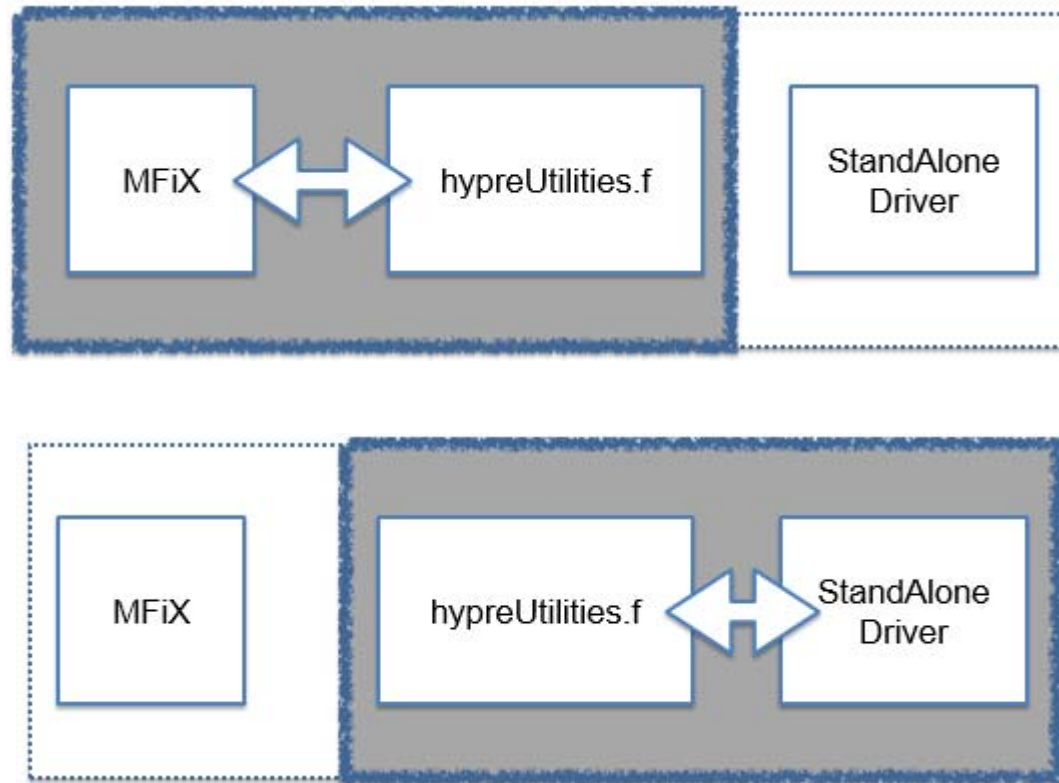 MFiX
hypreUtilities.f
StandAlone
Driver
MFiX
hypreUtilities.f
StandAlone
Driver